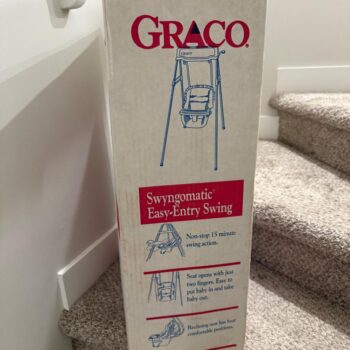 GRACO®
GRACO
Swyngomatic®
Easy-Entry Swing
Non-stop 15 minute
swing action.
Seat opens with just
two fingers. Easy to
put baby in and take
baby out.
Reclining seat has four
comfortable positions.